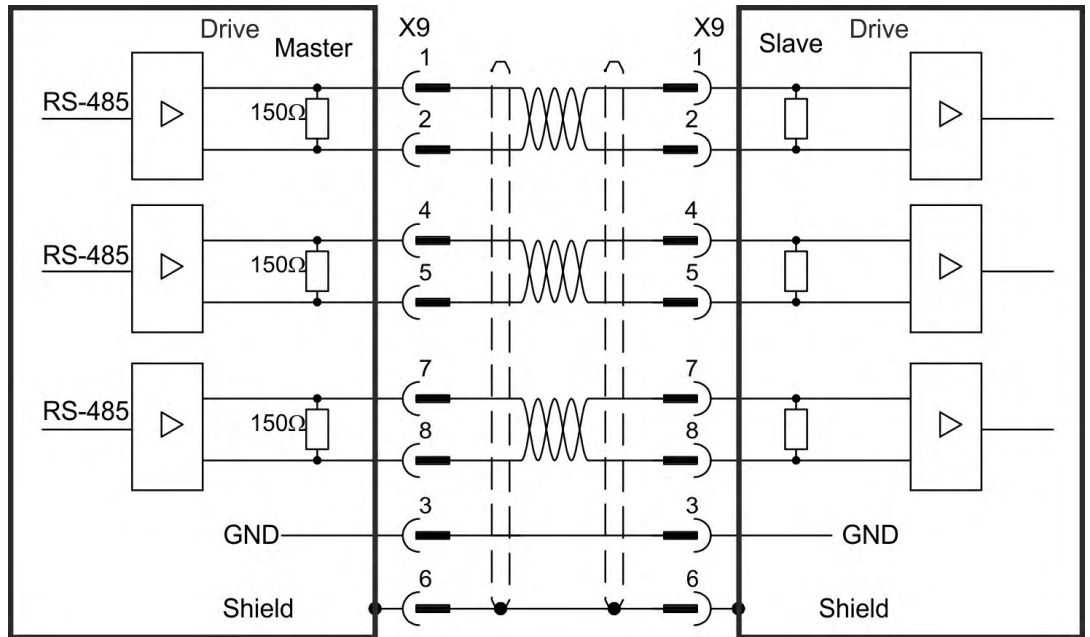 Drive Master X9 X9 Slave Drive
1 1
RS-485 150Ω
2 2
4 4
RS-485 150Ω
5 5
7 7
RS-485 150Ω
8 8
3 3
GND GND
6 6
Shield Shield